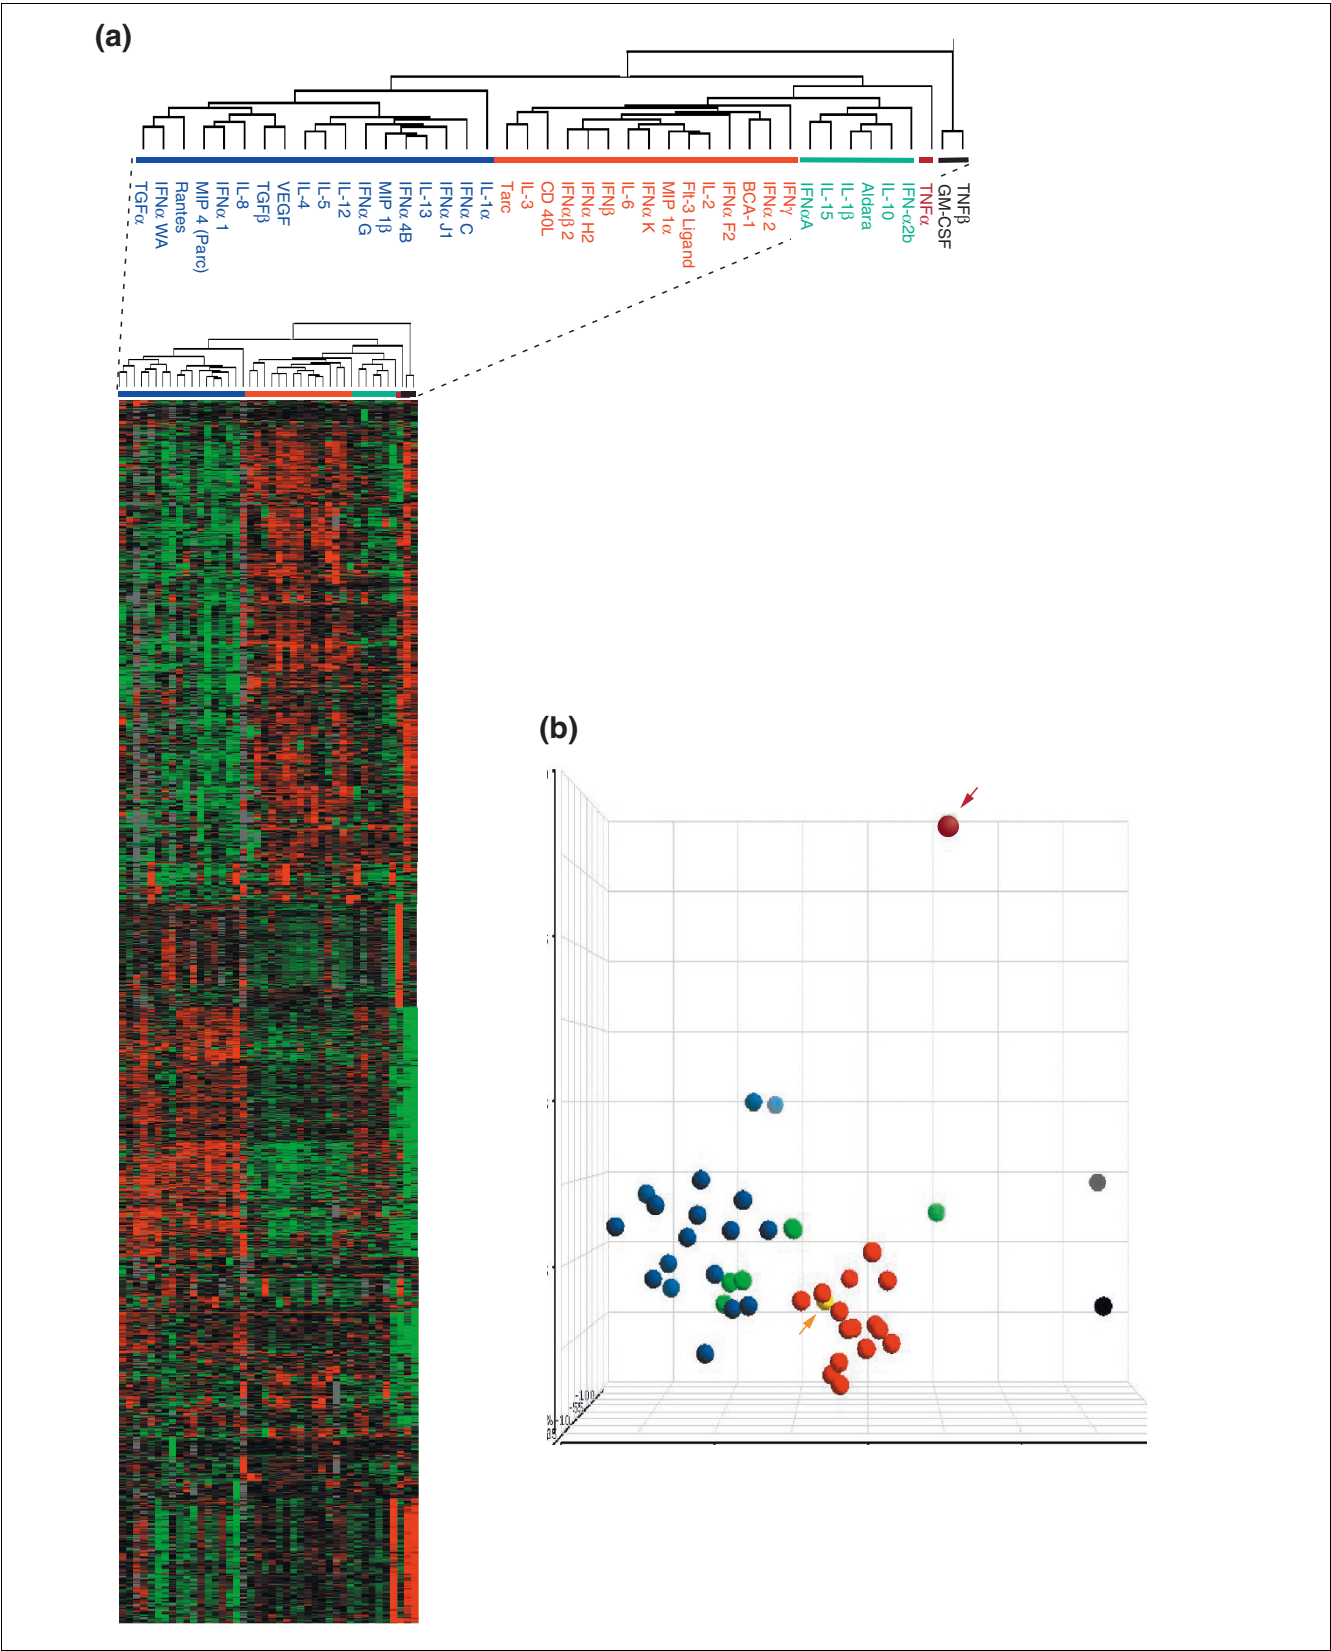 (a)
TGFα
IFNα WA
Rantes
MIP 4 (Parc)
IFNα 1
IL-8
TGFβ
VEGF
IL-4
IL-5
IL-12
IFNα G
MIP 1β
IFNα 4B
IL-13
IFNα J1
IFNα C
IL-1α
Tarc
IL-3
CD 40L
IFNαβ 2
IFNα H2
IFNβ
IL-6
IFNα K
MIP 1α
Flt-3 Ligand
IL-2
IFNα F2
BCA-1
IFNα 2
IFNγ
IFNαA
IL-15
IL-1β
Aldara
IL-10
IFN-α2b
TNFα
GM-CSF
TNFβ
(b)
-100
-55
%-10